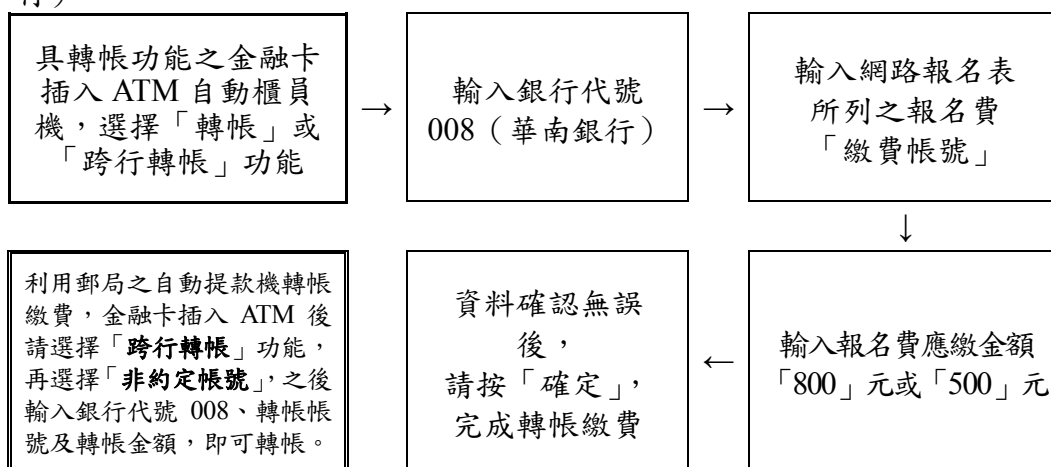 具轉帳功能之金融卡
插入 ATM 自動櫃員
機,選擇「轉帳」或
「跨行轉帳」功能
→
輸入銀行代號
008(華南銀行)
→
輸入網路報名表
所列之報名費
「繳費帳號」
↓
輸入報名費應繳金額
「800」元或「500」元
←
資料確認無誤
後,
請按「確定」,
完成轉帳繳費
利用郵局之自動提款機轉帳
繳費,金融卡插入 ATM 後
請選擇「跨行轉帳」功能,
再選擇「非約定帳號」,之後
輸入銀行代號 008、轉帳帳
號及轉帳金額,即可轉帳。